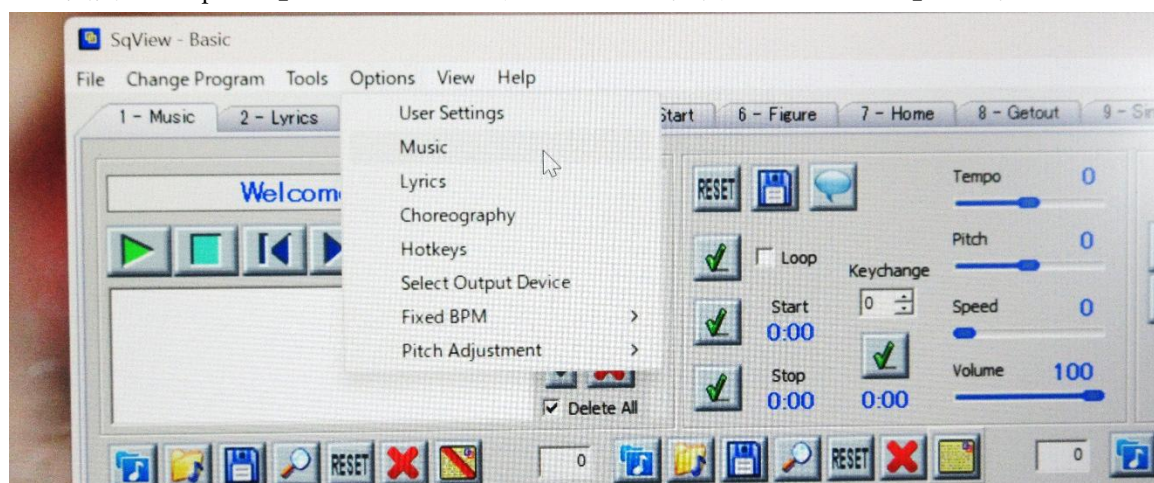 SqView - Basic
File Change Program Tools Options View Help
1 - Music 2 - Lyrics Start 6 - Figure 7 - Home 8 - Getout 9 -
User Settings
Music
Lyrics
Choreography
Hotkeys
Select Output Device
Fixed BPM >
Pitch Adjustment >
Welcom
Delete All
RESET
Loop
Keychange
0
Start
0:00
Stop
0:00
0:00
Tempo 0
Pitch 0
Speed 0
Volume 100
RESET 0 RESET 0